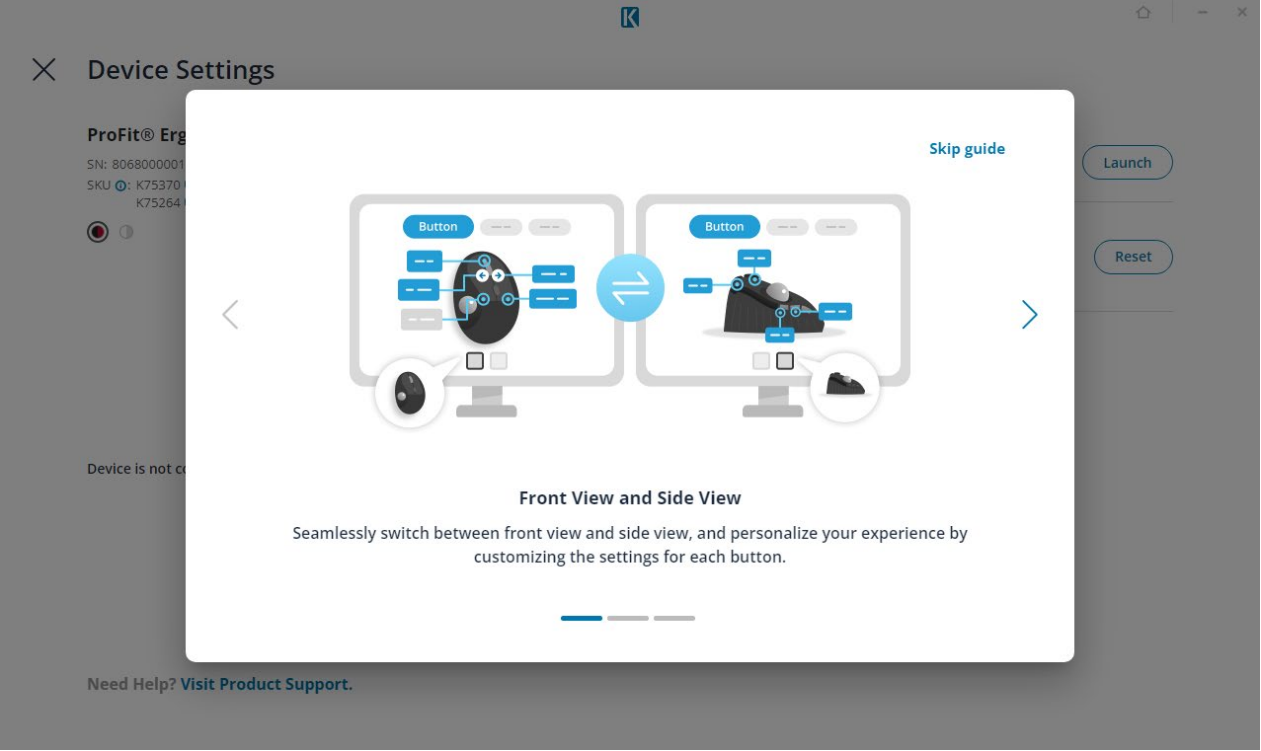 Device Settings
ProFit® Erg
SN: 8068000001
SKU : K75370
K75264
Launch
Reset
Device is not co
Need Help? Visit Product Support.
Skip guide
Button
Button
Front View and Side View
Seamlessly switch between front view and side view, and personalize your experience by
customizing the settings for each button.